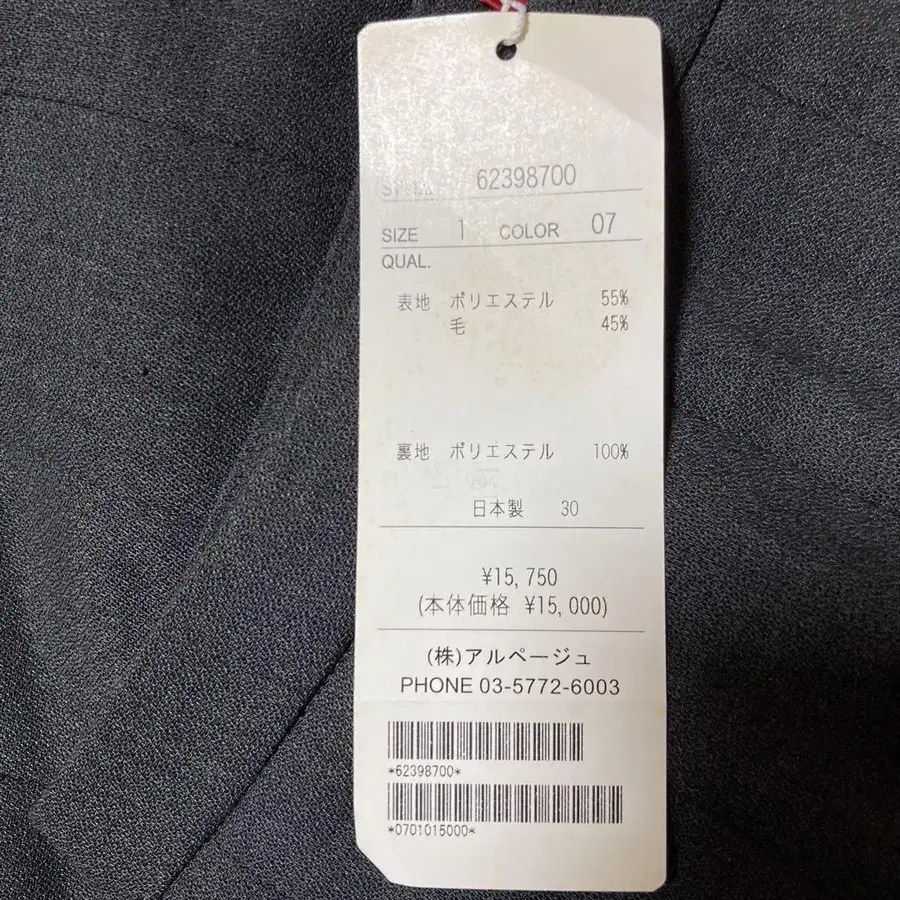 62398700
SIZE 1 COLOR 07
QUAL.
表地 ポリエステル 55%
毛 45%
裏地 ポリエステル 100%
日本製 30
¥15,750
(本体価格 ¥15,000)
(株)アルページュ
PHONE 03-5772-6003
*62398700*
*0701015000*